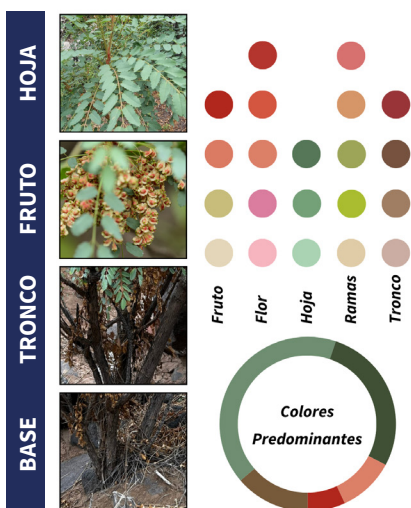 HOJA
FRUTO
TRONCO
BASE
Fruto
Flor
Hoja
Ramas
Tronco
Colores
Predominantes